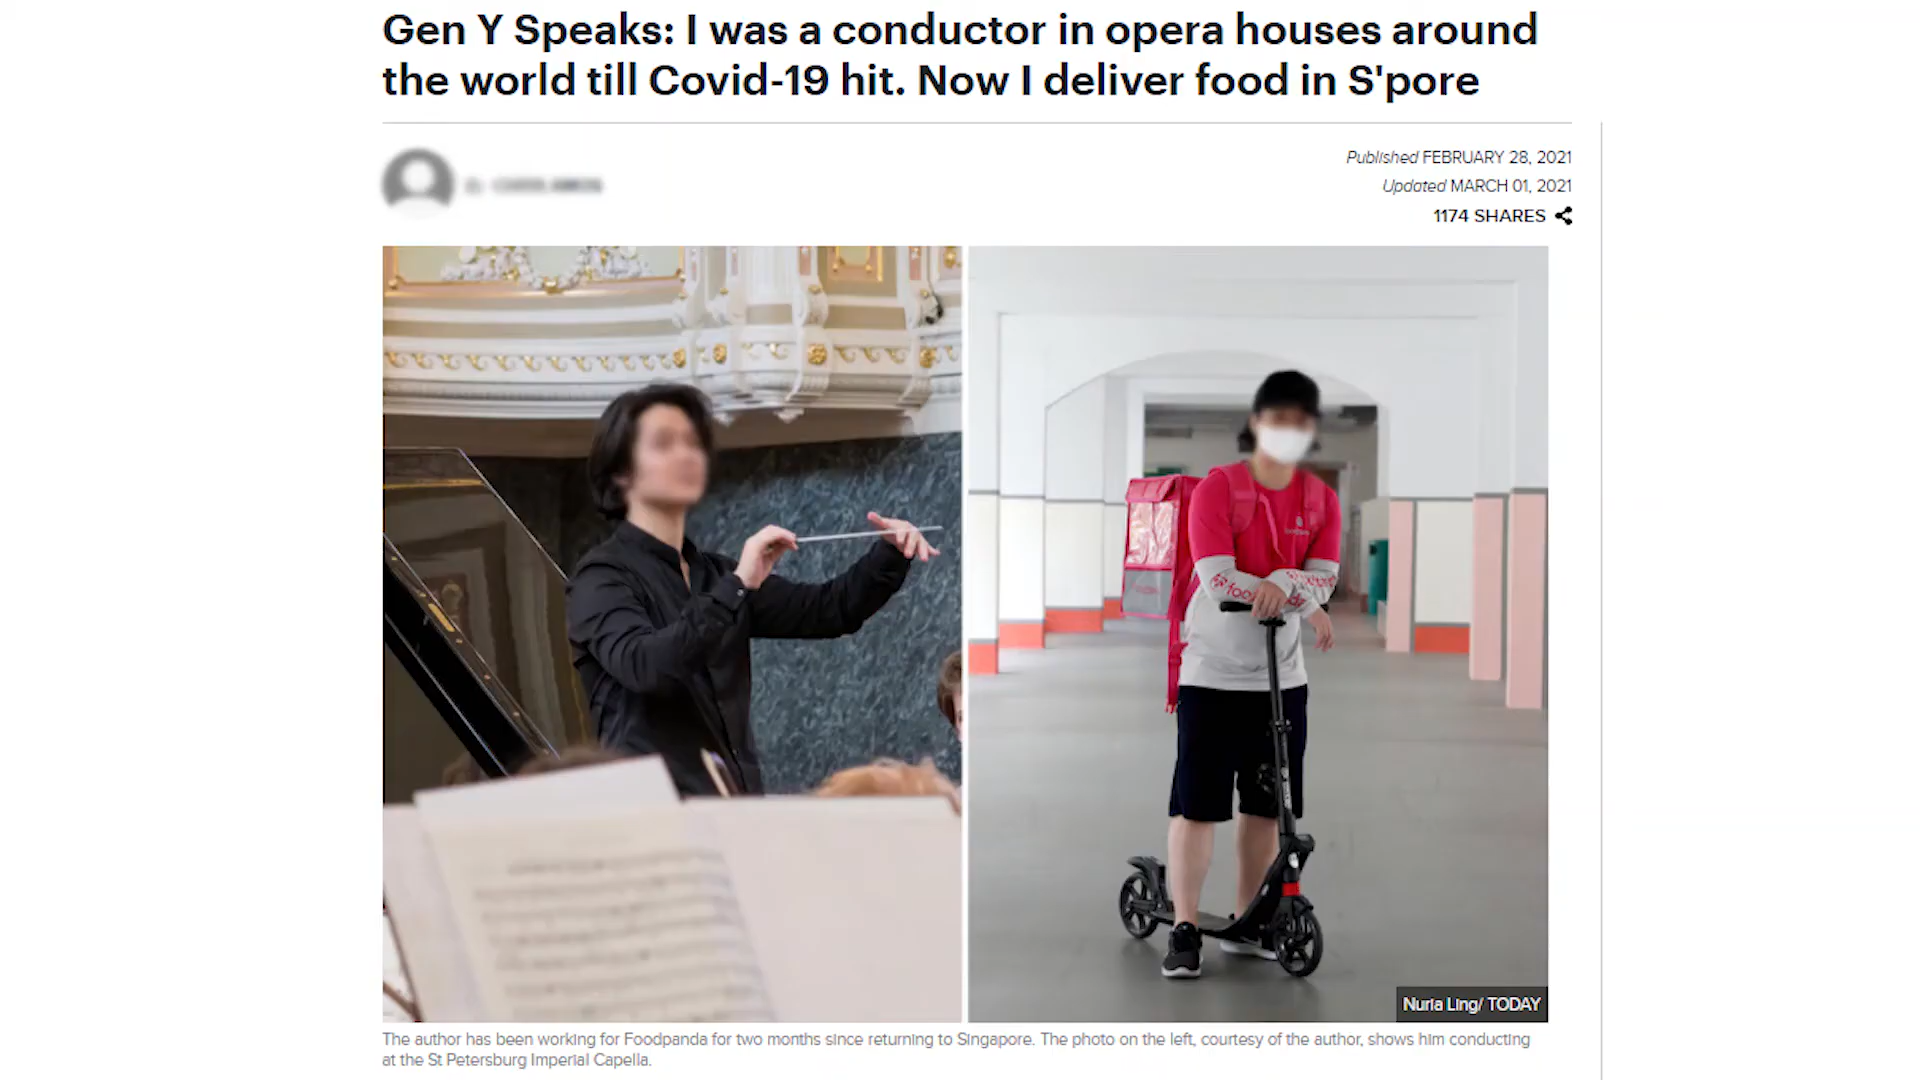 Gen Y Speaks: I was a conductor in opera houses around
the world till Covid-19 hit. Now I deliver food in S'pore
Published FEBRUARY 28, 2021
Updated MARCH 01, 2021
1174 SHARES
Nuria Ling/ TODAY
The author has been working for Foodpanda for two months since returning to Singapore. The photo on the left, courtesy of the author, shows him conducting
at the St Petersburg Imperial Capella.